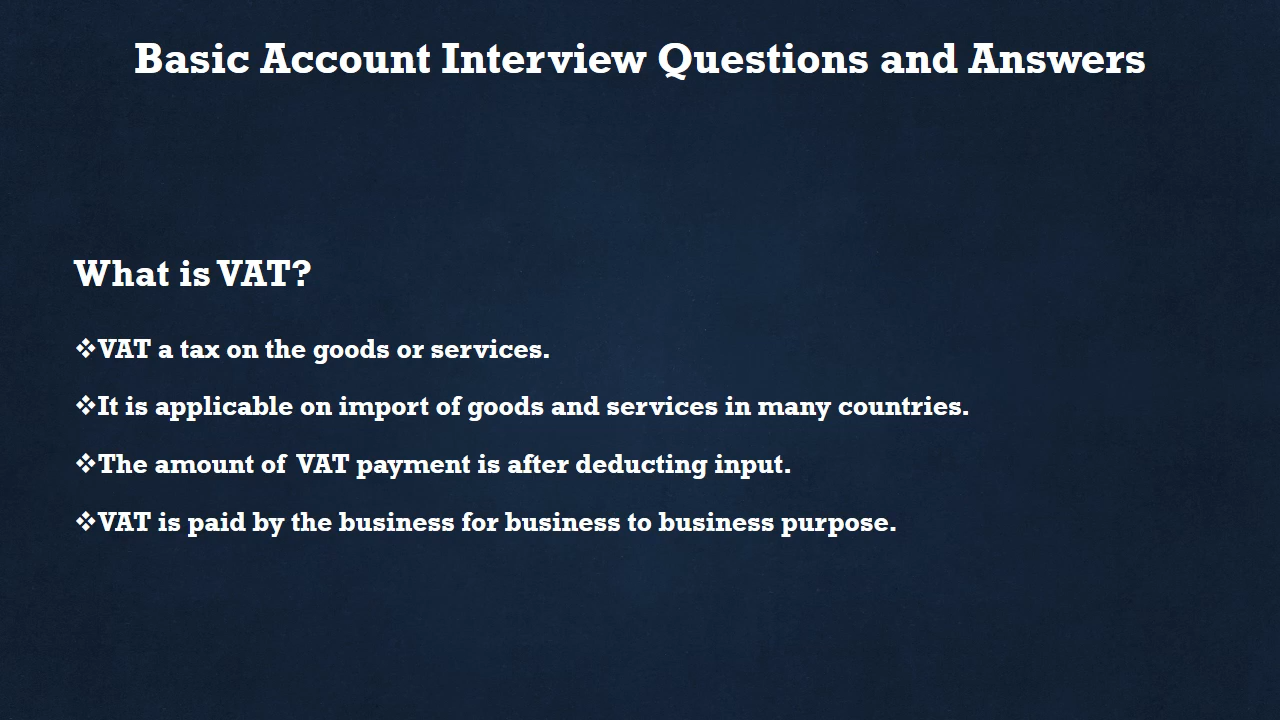 Basic Account Interview Questions and Answers
What is VAT?
❖VAT a tax on the goods or services.
❖It is applicable on import of goods and services in many countries.
❖The amount of VAT payment is after deducting input.
❖VAT is paid by the business for business to business purpose.